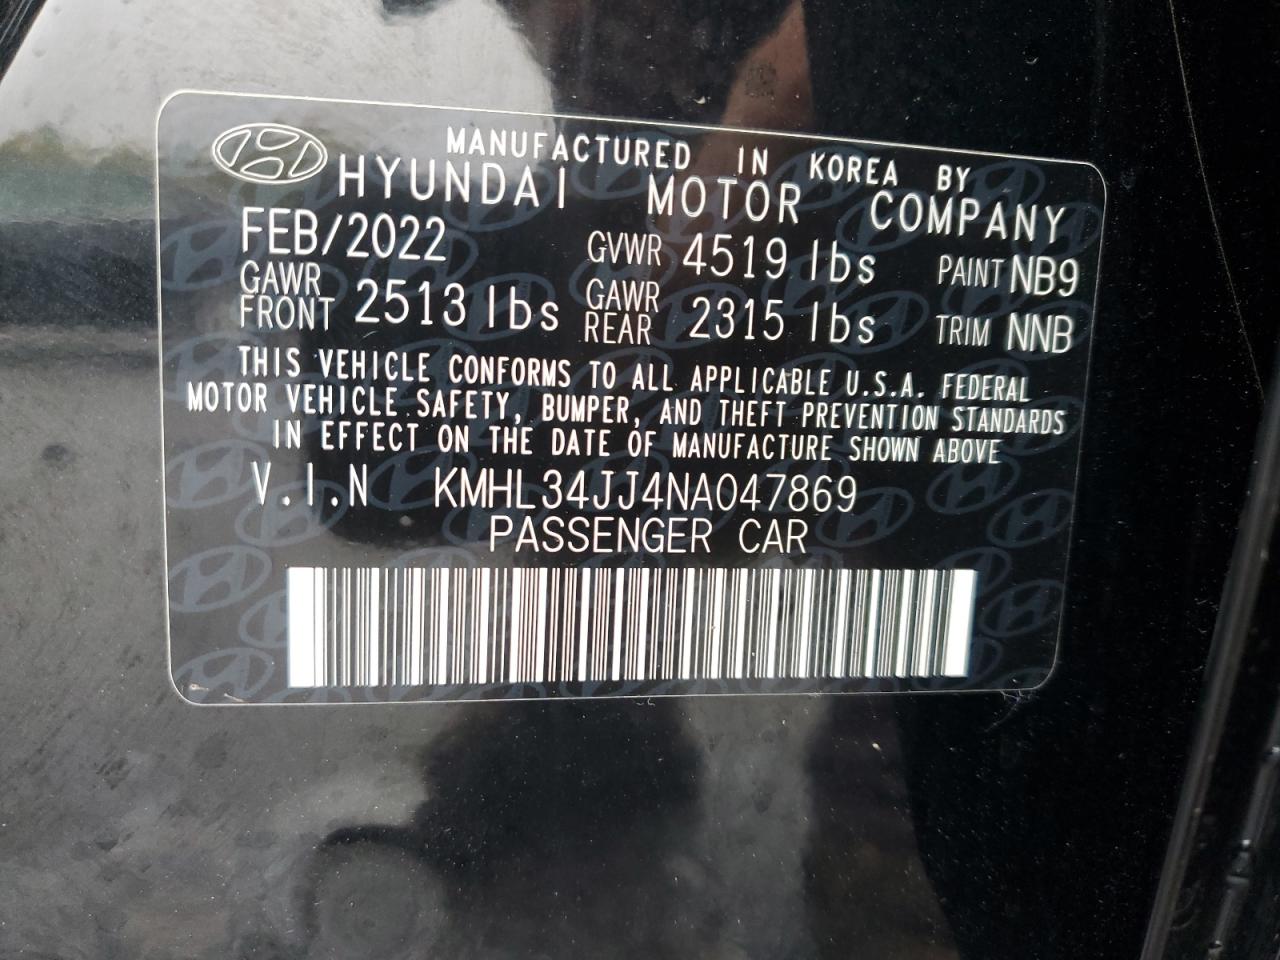 MANUFACTURED IN KOREA BY
HYUNDAI MOTOR COMPANY
FEB/2022 GVWR 4519 lbs PAINT NB9
GAWR FRONT 2513 lbs GAWR REAR 2315 lbs TRIM NNB
THIS VEHICLE CONFORMS TO ALL APPLICABLE U.S.A. FEDERAL
MOTOR VEHICLE SAFETY, BUMPER, AND THEFT PREVENTION STANDARDS
IN EFFECT ON THE DATE OF MANUFACTURE SHOWN ABOVE
V.I.N KMHL34JJ4NA047869
PASSENGER CAR